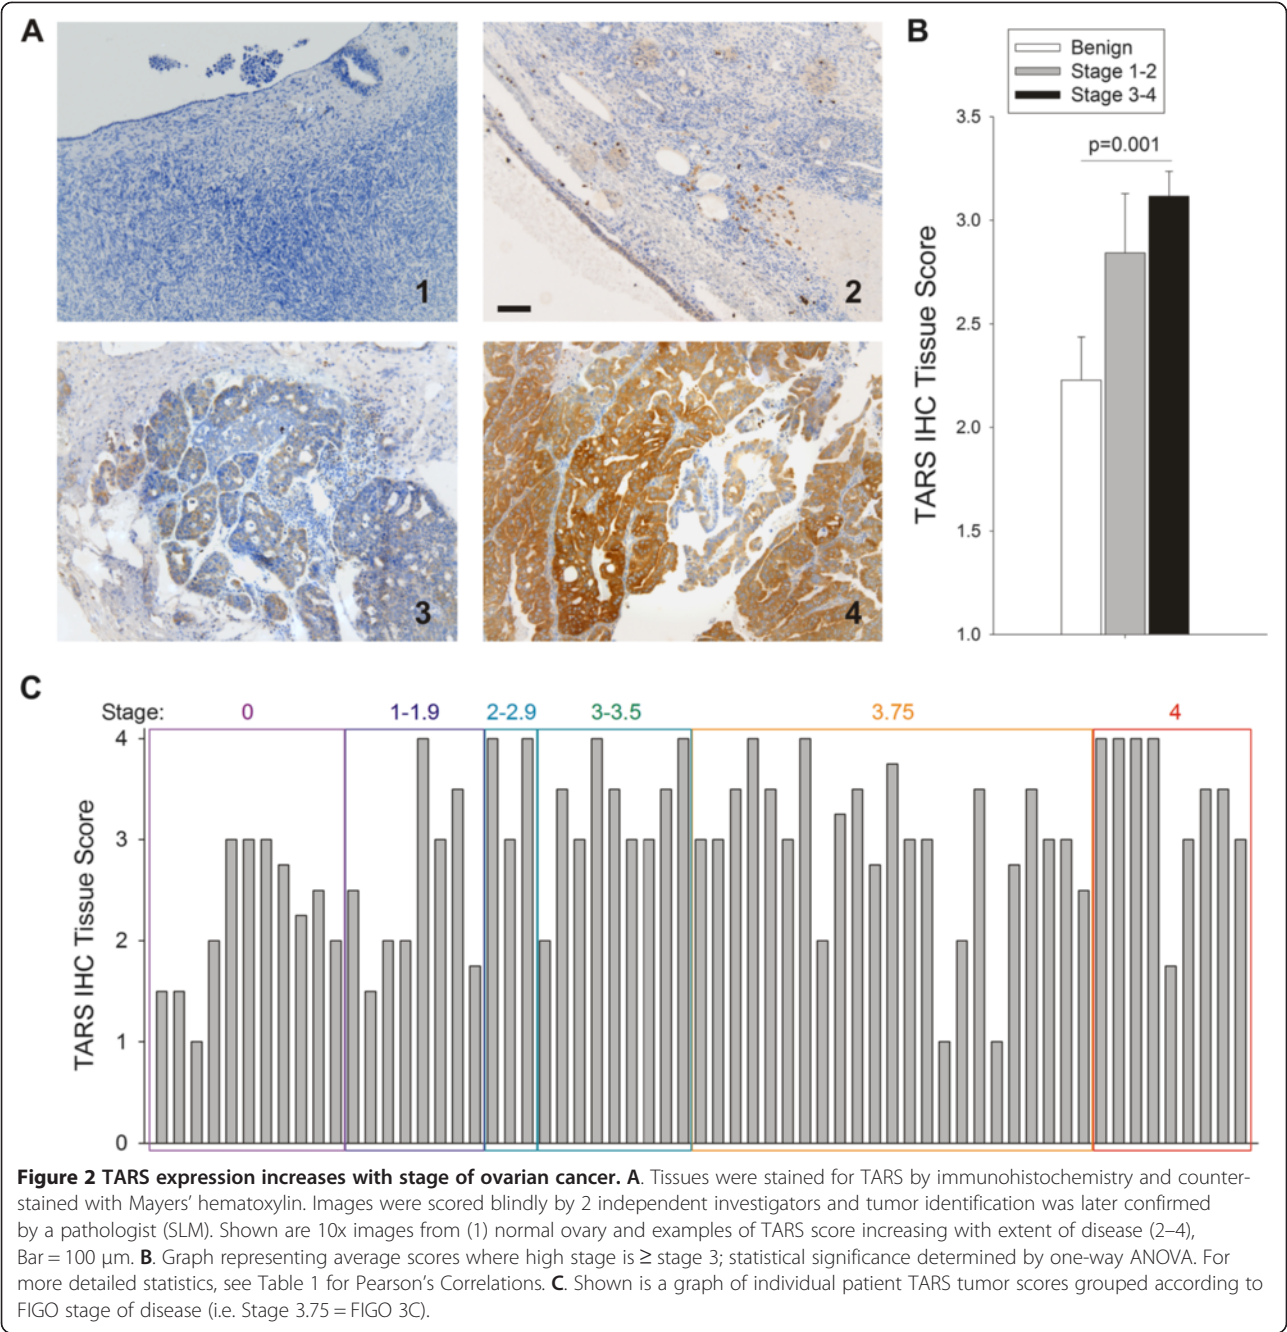 A
1
2
3
4
B
Benign
Stage 1-2
Stage 3-4
p=0.001
TARS IHC Tissue Score
3.5
3.0
2.5
2.0
1.5
1.0
C
Stage: 0 1-1.9 2-2.9 3-3.5 3.75 4
TARS IHC Tissue Score
4
3
2
1
0
Figure 2 TARS expression increases with stage of ovarian cancer. A. Tissues were stained for TARS by immunohistochemistry and counter-
stained with Mayers’ hematoxylin. Images were scored blindly by 2 independent investigators and tumor identification was later confirmed
by a pathologist (SLM). Shown are 10x images from (1) normal ovary and examples of TARS score increasing with extent of disease (2–4),
Bar = 100 μm. B. Graph representing average scores where high stage is ≥ stage 3; statistical significance determined by one-way ANOVA. For
more detailed statistics, see Table 1 for Pearson’s Correlations. C. Shown is a graph of individual patient TARS tumor scores grouped according to
FIGO stage of disease (i.e. Stage 3.75 = FIGO 3C).